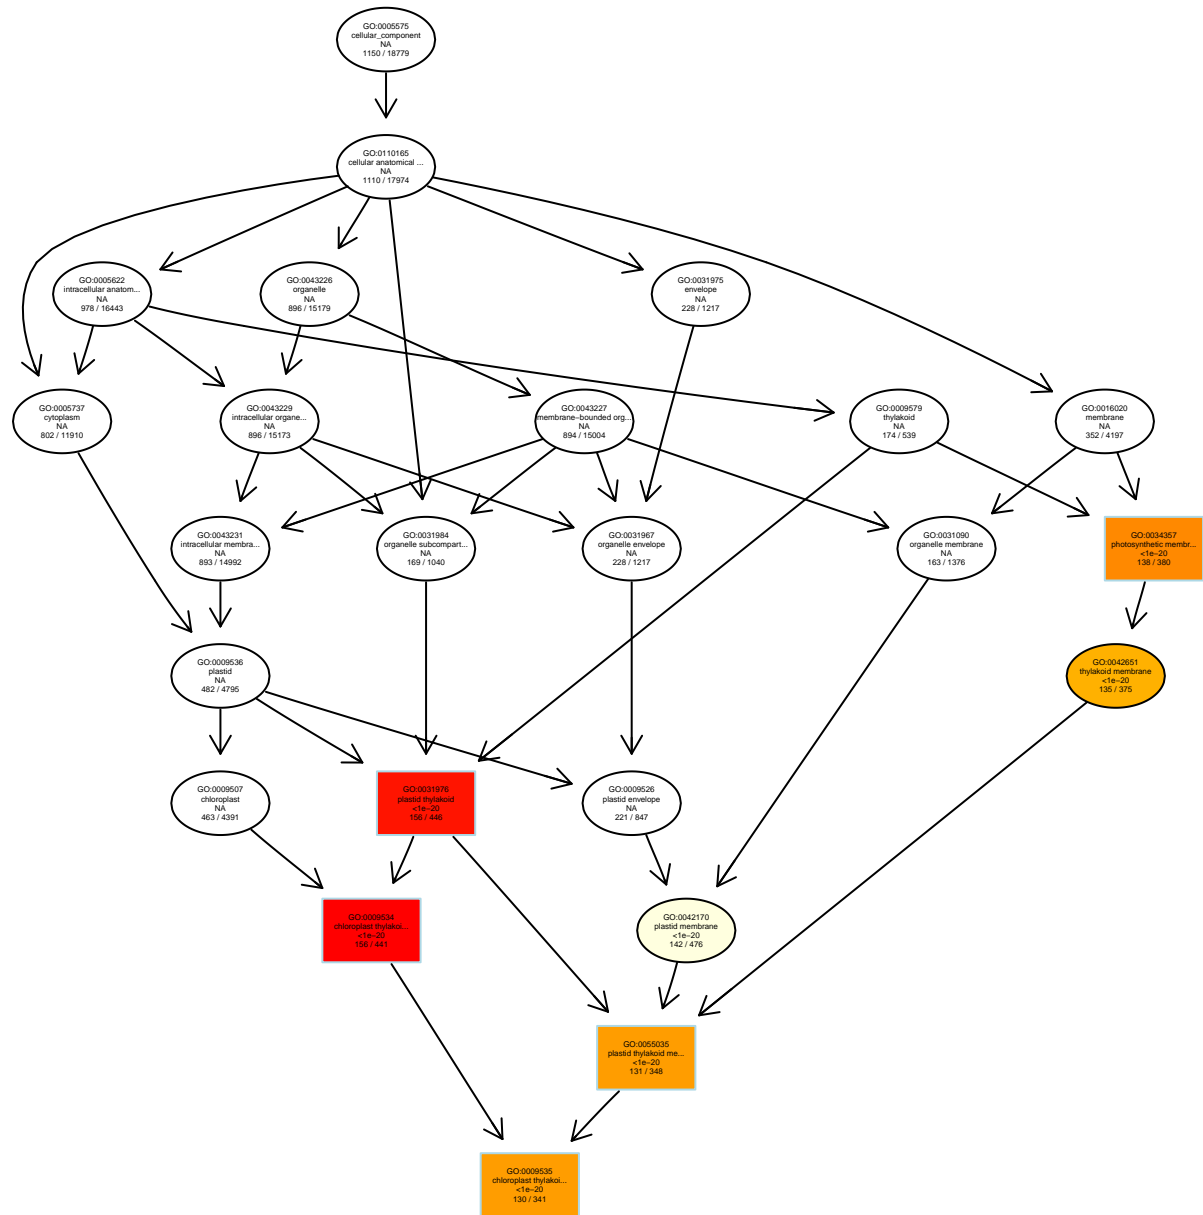 GO:0005575
cellular_component
NA
1150 / 18779
GO:0110165
cellular anatomical ...
NA
1110 / 17974
GO:0005622
intracellular anatom...
NA
978 / 16443
GO:0043226
organelle
NA
896 / 15179
GO:0031975
envelope
NA
228 / 1217
GO:0005737
cytoplasm
NA
802 / 11910
GO:0043229
intracellular organe...
NA
896 / 15173
GO:0043227
membrane−bounded org...
NA
894 / 15004
GO:0009579
thylakoid
NA
174 / 539
GO:0016020
membrane
NA
352 / 4197
GO:0043231
intracellular membra...
NA
893 / 14992
GO:0031984
organelle subcompart...
NA
169 / 1040
GO:0031967
organelle envelope
NA
228 / 1217
GO:0031090
organelle membrane
NA
163 / 1376
GO:0034357
photosynthetic membr...
<1e−20
138 / 380
GO:0009536
plastid
NA
482 / 4795
GO:0042651
thylakoid membrane
<1e−20
135 / 375
GO:0009507
chloroplast
NA
463 / 4391
GO:0031976
plastid thylakoid
<1e−20
156 / 446
GO:0009526
plastid envelope
NA
221 / 847
GO:0009534
chloroplast thylakoi...
<1e−20
156 / 441
GO:0042170
plastid membrane
<1e−20
142 / 476
GO:0055035
plastid thylakoid me...
<1e−20
131 / 348
GO:0009535
chloroplast thylakoi...
<1e−20
130 / 341